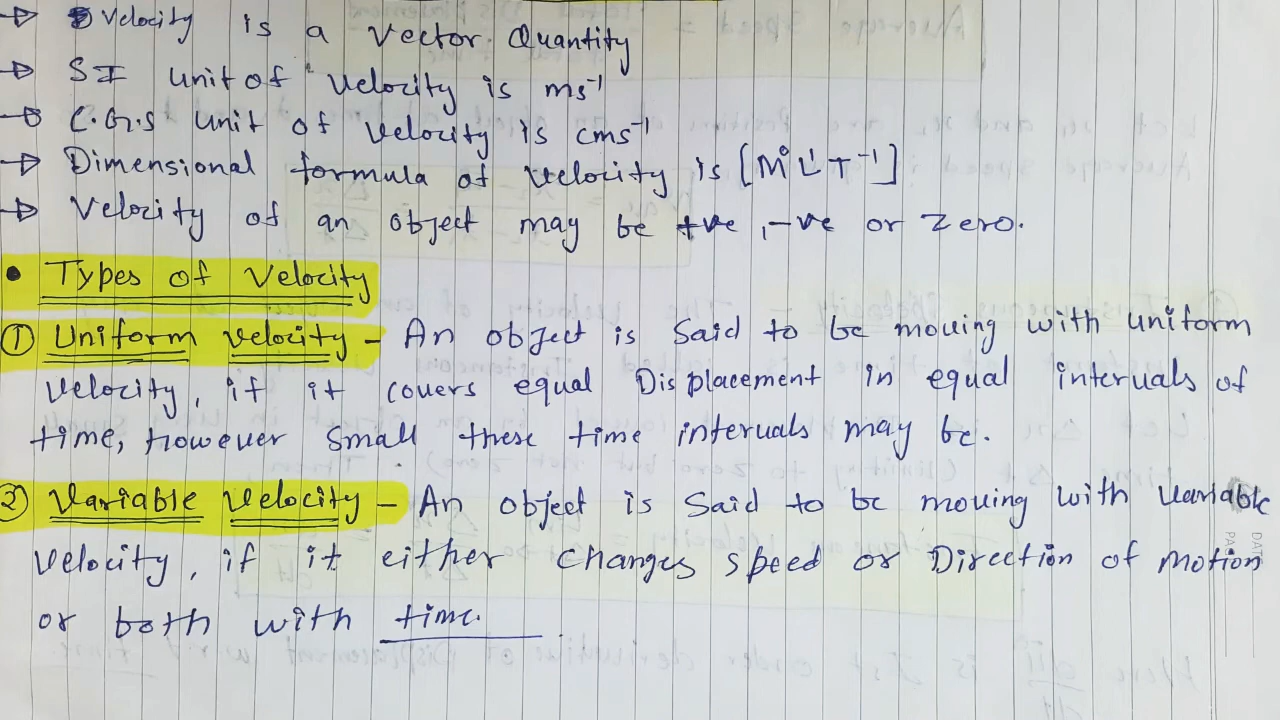 → Velocity is a Vector Quantity
→ SI unit of Velocity is ms⁻¹
→ C.G.S unit of velocity is cms⁻¹
→ Dimensional formula of velocity is [M⁰L¹T⁻¹]
→ Velocity of an object may be +ve, -ve or Zero.
• Types of Velocity
① Uniform velocity - An object is Said to be moving with uniform
velocity, if it covers equal Displacement in equal intervals of
time, however Small these time intervals may be.
② Variable Velocity - An object is Said to be moving with variable
velocity, if it either changes speed or Direction of motion
or both with time.
DATE